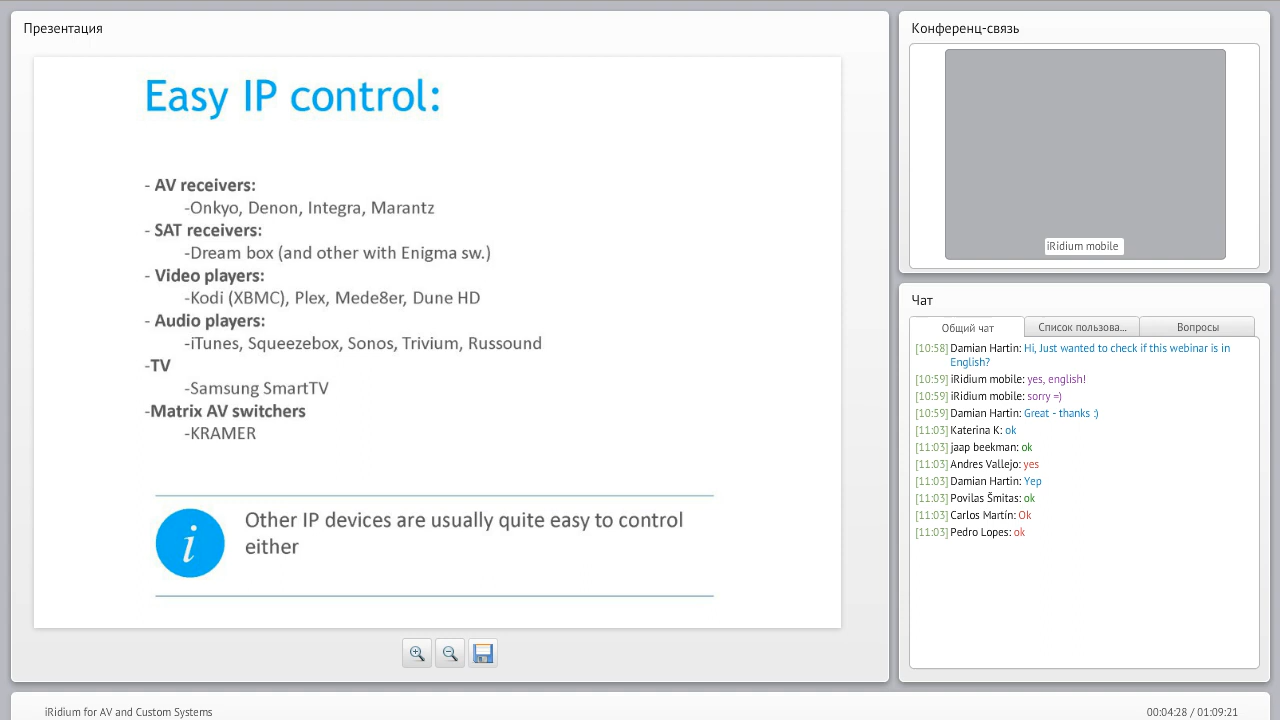 Презентация
Easy IP control:
- AV receivers:
-Onkyo, Denon, Integra, Marantz
- SAT receivers:
-Dream box (and other with Enigma sw.)
- Video players:
-Kodi (XBMC), Plex, Mede8er, Dune HD
- Audio players:
-iTunes, Squeezebox, Sonos, Trivium, Russound
-TV
-Samsung SmartTV
-Matrix AV switchers
-KRAMER
i
Other IP devices are usually quite easy to control
either
Конференц-связь
iRidium mobile
Чат
Общий чат
Список пользова...
Вопросы
[10:58] Damian Hartin: Hi, Just wanted to check if this webinar is in
English?
[10:59] iRidium mobile: yes, english!
[10:59] iRidium mobile: sorry =)
[10:59] Damian Hartin: Great - thanks :)
[11:03] Katerina K: ok
[11:03] jaap beekman: ok
[11:03] Andres Vallejo: yes
[11:03] Damian Hartin: Yep
[11:03] Povilas Šmitas: ok
[11:03] Carlos Martín: Ok
[11:03] Pedro Lopes: ok
iRidium for AV and Custom Systems
00:04:28 / 01:09:21